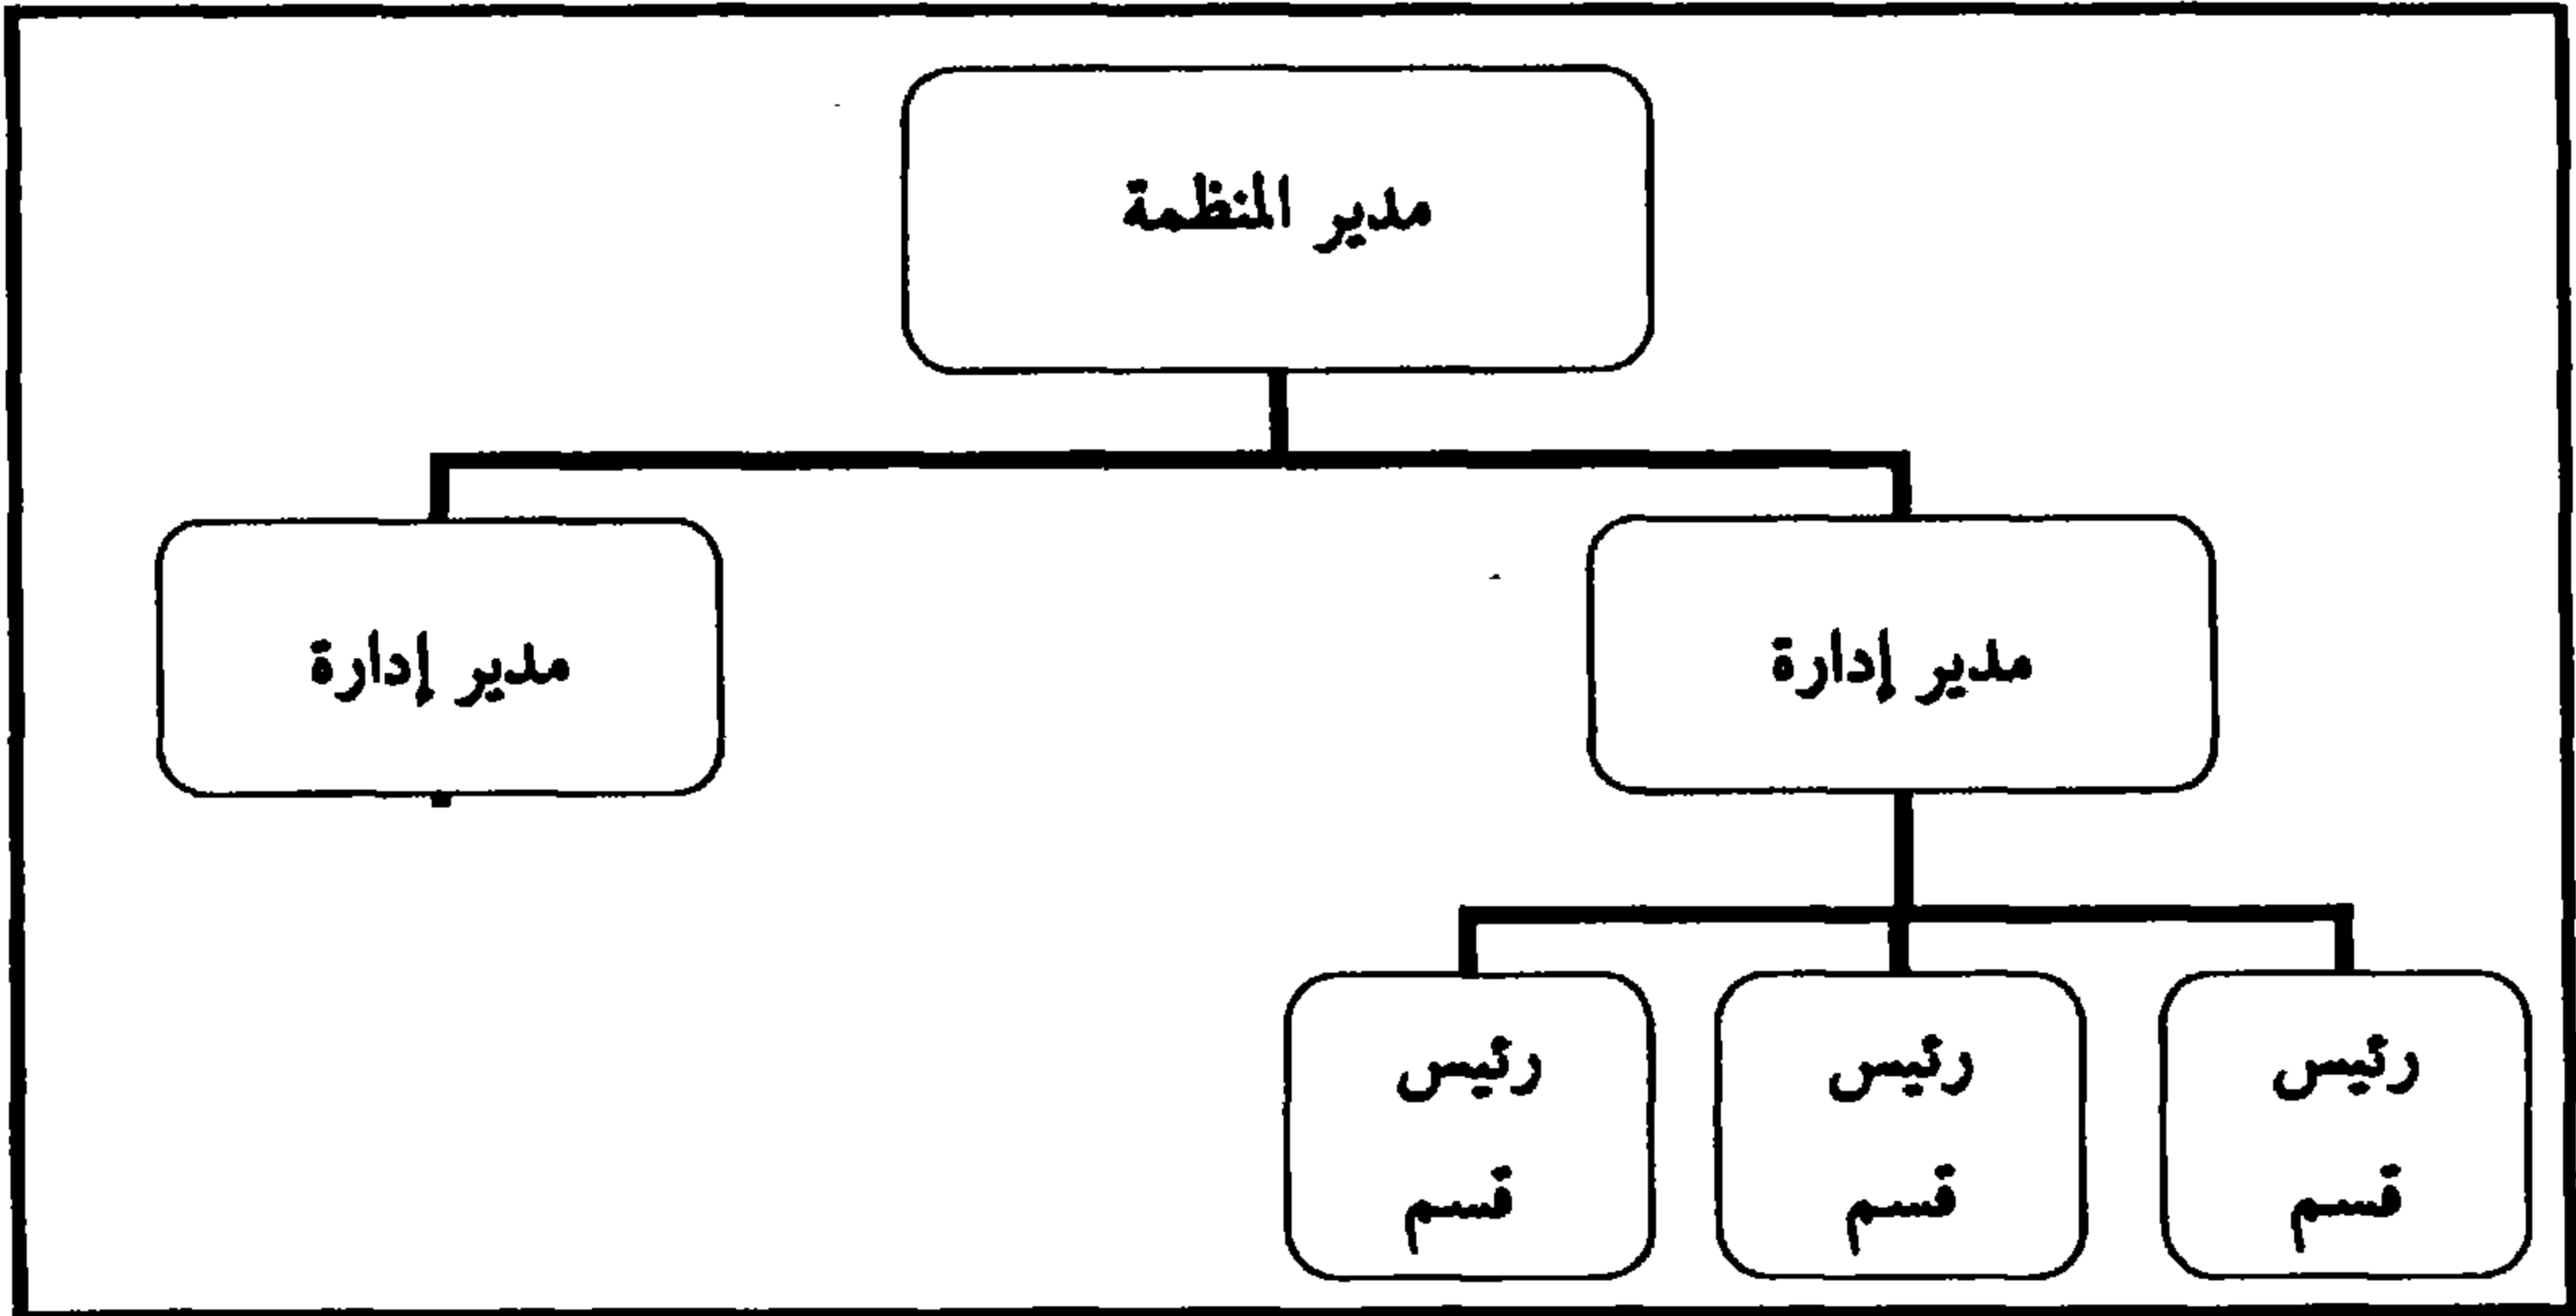 مدير المنظمة
مدير إدارة
مدير إدارة
رئيس
قسم
رئيس
قسم
رئيس
قسم